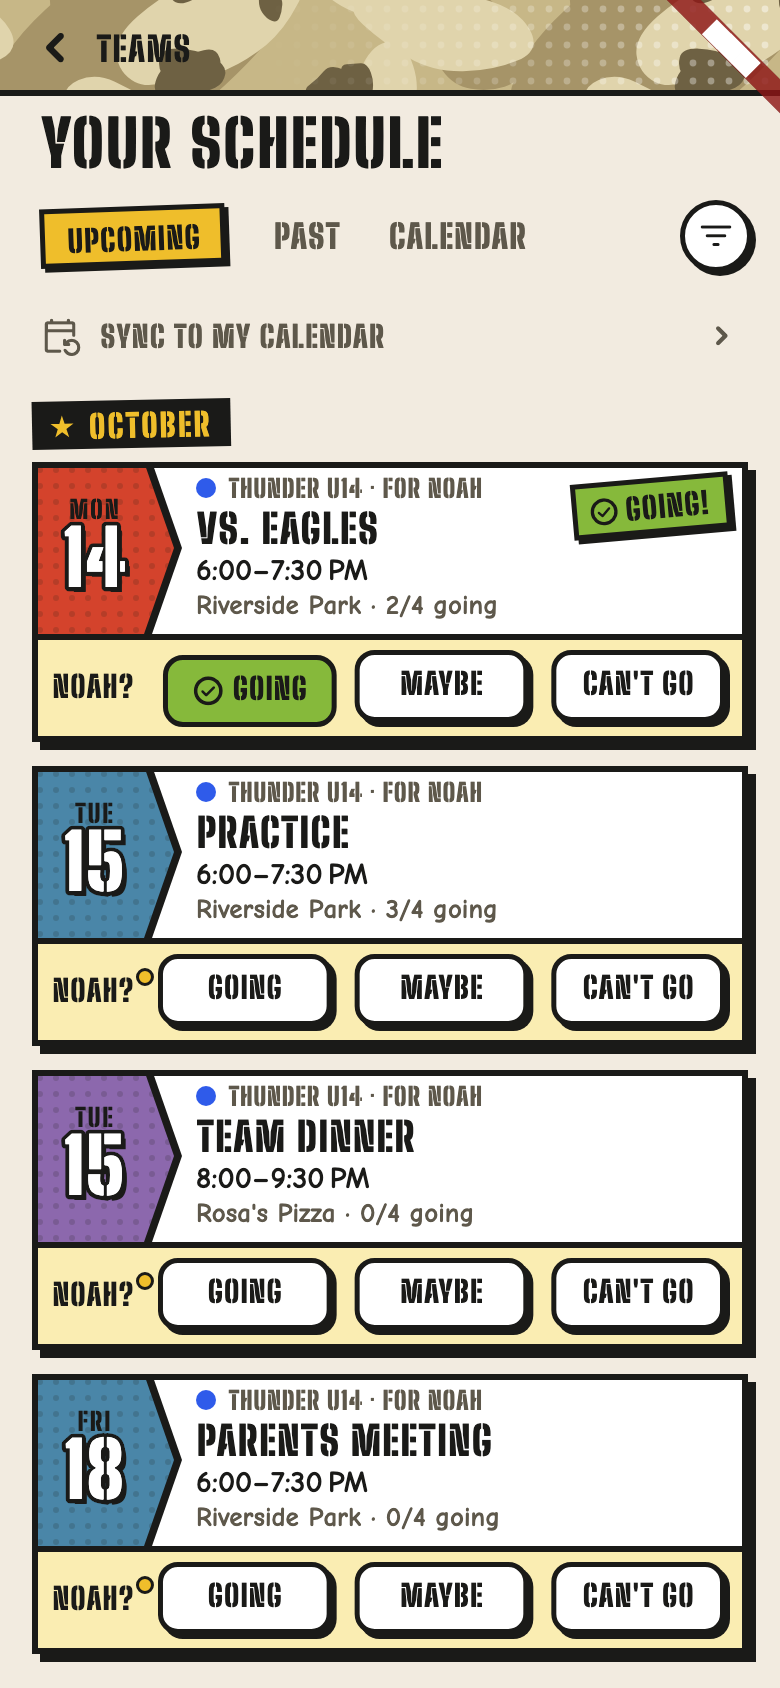 TEAMS
YOUR SCHEDULE
UPCOMING PAST CALENDAR
SYNC TO MY CALENDAR
★ OCTOBER
MON
14
THUNDER U14 · FOR NOAH
VS. EAGLES
6:00–7:30 PM
Riverside Park · 2/4 going
GOING!
NOAH? GOING MAYBE CAN'T GO
TUE
15
THUNDER U14 · FOR NOAH
PRACTICE
6:00–7:30 PM
Riverside Park · 3/4 going
NOAH? GOING MAYBE CAN'T GO
TUE
15
THUNDER U14 · FOR NOAH
TEAM DINNER
8:00–9:30 PM
Rosa's Pizza · 0/4 going
NOAH? GOING MAYBE CAN'T GO
FRI
18
THUNDER U14 · FOR NOAH
PARENTS MEETING
6:00–7:30 PM
Riverside Park · 0/4 going
NOAH? GOING MAYBE CAN'T GO